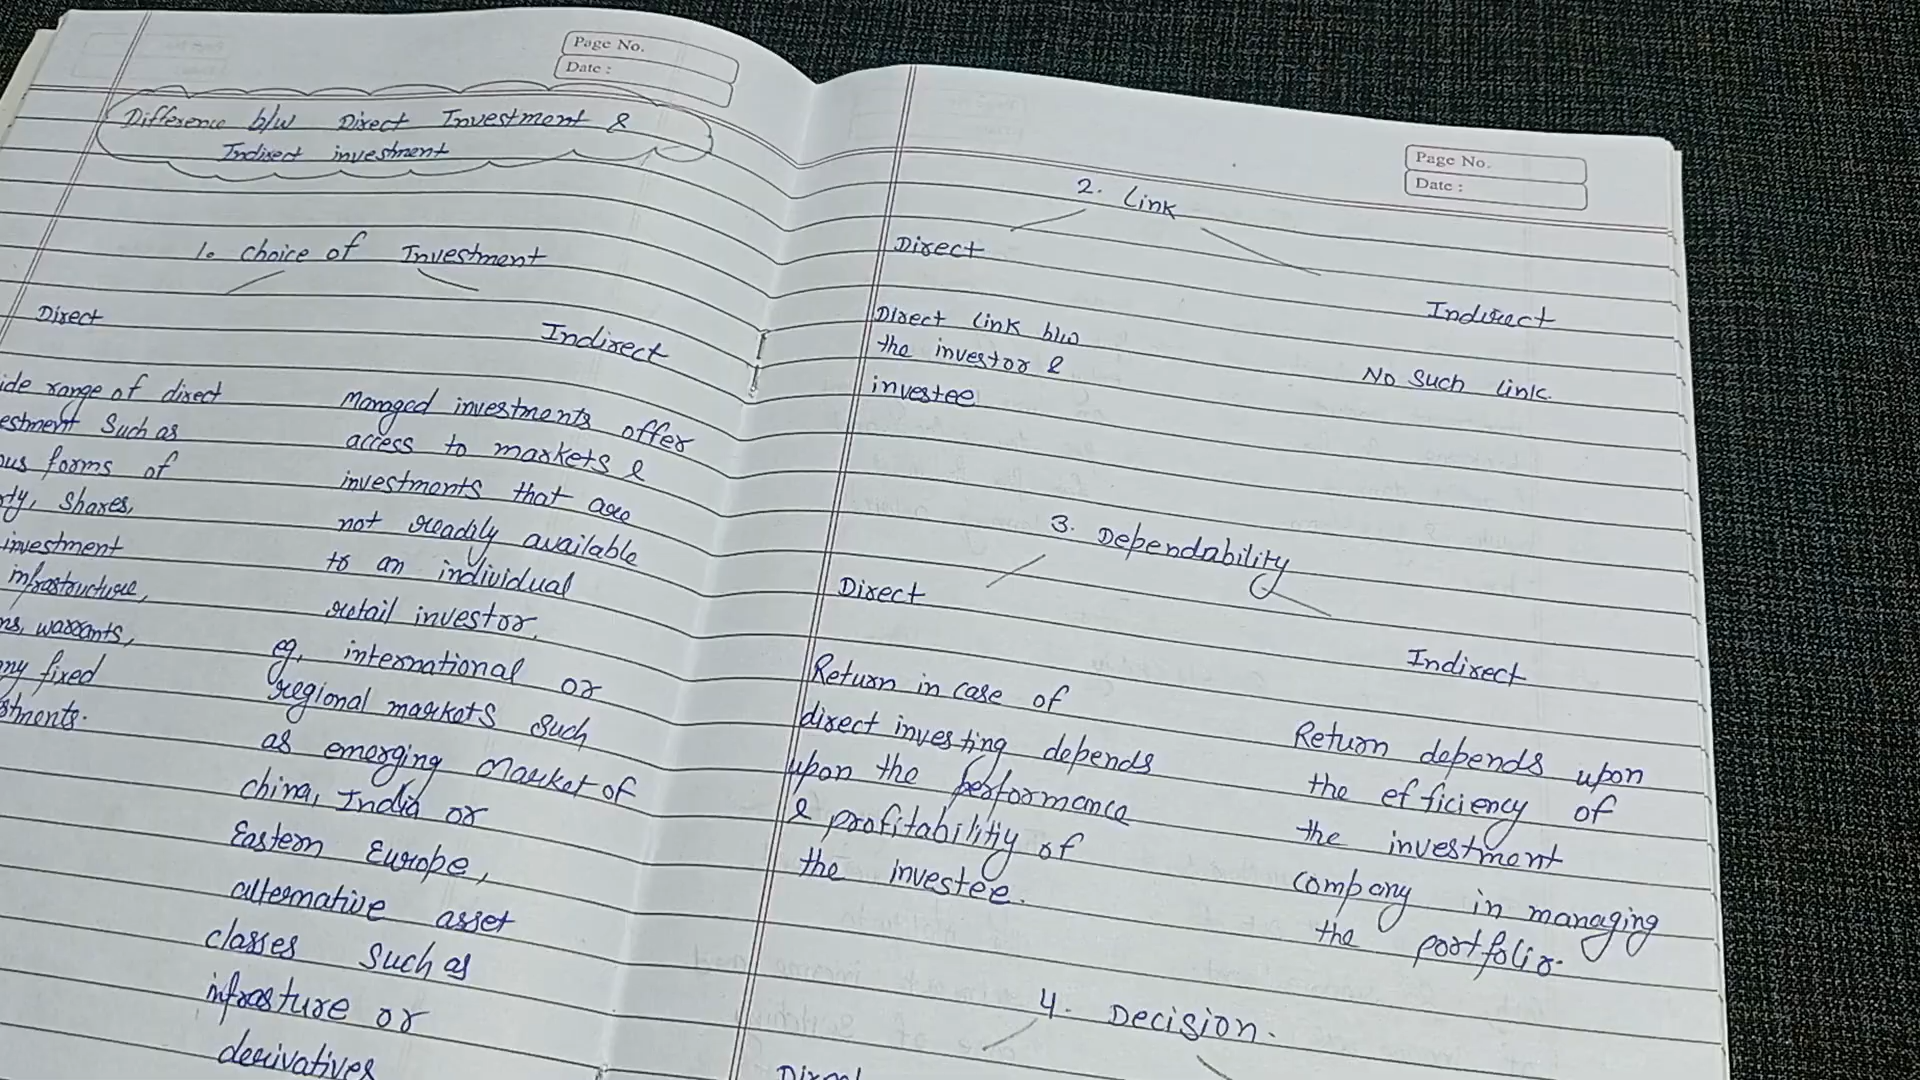 Page No.
Date :
Difference b/w Direct Investment &
Indirect investment
1. Choice of Investment
Direct
Indirect
ide range of direct
estment Such as
ous forms of
rty, Shares,
investment
infrastructure,
ns, warrants,
ny fixed
stments.
Managed investments offer
access to markets &
investments that are
not readily available
to an individual
retail investor.
eg. international or
regional markets such
as emerging market of
china, India or
Eastern Europe,
alternative asset
classes such as
infrasture or
derivatives
Page No.
Date :
2. Link
Direct
Indirect
Direct link b/w
the investor &
investee
No Such link.
3. Dependability
Direct
Indirect
Return in case of
direct investing depends
upon the performance
& profitability of
the investee.
Return depends upon
the efficiency of
the investment
company in managing
the portfolio.
4. Decision.
Direct